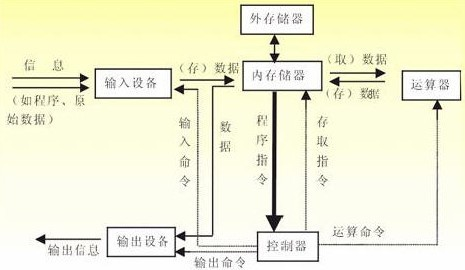 外存储器
信 息
(存)数据
内存储器
(取)数据
输入设备
运算器
(如程序、原
始数据)
(存)数据
输入命令
数据
程序指令
存取指令
输出设备
控制器
运算命令
输出信息
输出命令